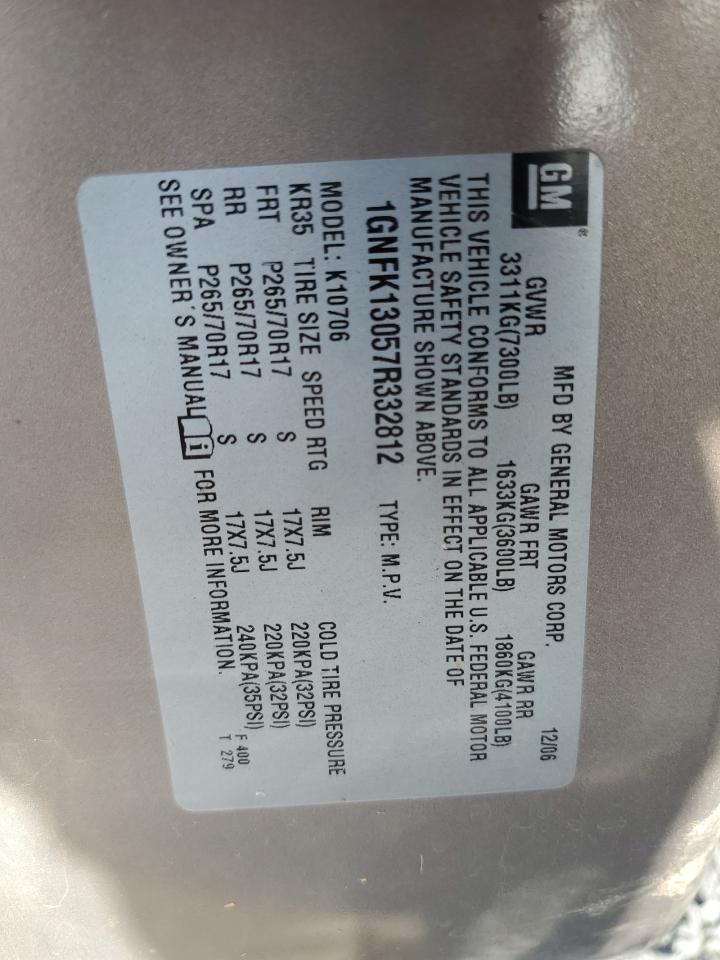 GM®
MFD BY GENERAL MOTORS CORP. 12/06
GVWR GAWR FRT GAWR RR
3311KG(7300LB) 1633KG(3600LB) 1860KG(4100LB)
THIS VEHICLE CONFORMS TO ALL APPLICABLE U.S. FEDERAL MOTOR
VEHICLE SAFETY STANDARDS IN EFFECT ON THE DATE OF
MANUFACTURE SHOWN ABOVE.
1GNFK13057R332812 TYPE: M.P.V.
MODEL: K10706
KR35 TIRE SIZE SPEED RTG RIM COLD TIRE PRESSURE
FRT P265/70R17 S 17X7.5J 220KPA(32PSI)
RR P265/70R17 S 17X7.5J 220KPA(32PSI)
SPA P265/70R17 S 17X7.5J 240KPA(35PSI)
SEE OWNER'S MANUAL i FOR MORE INFORMATION.
F 400
T 279